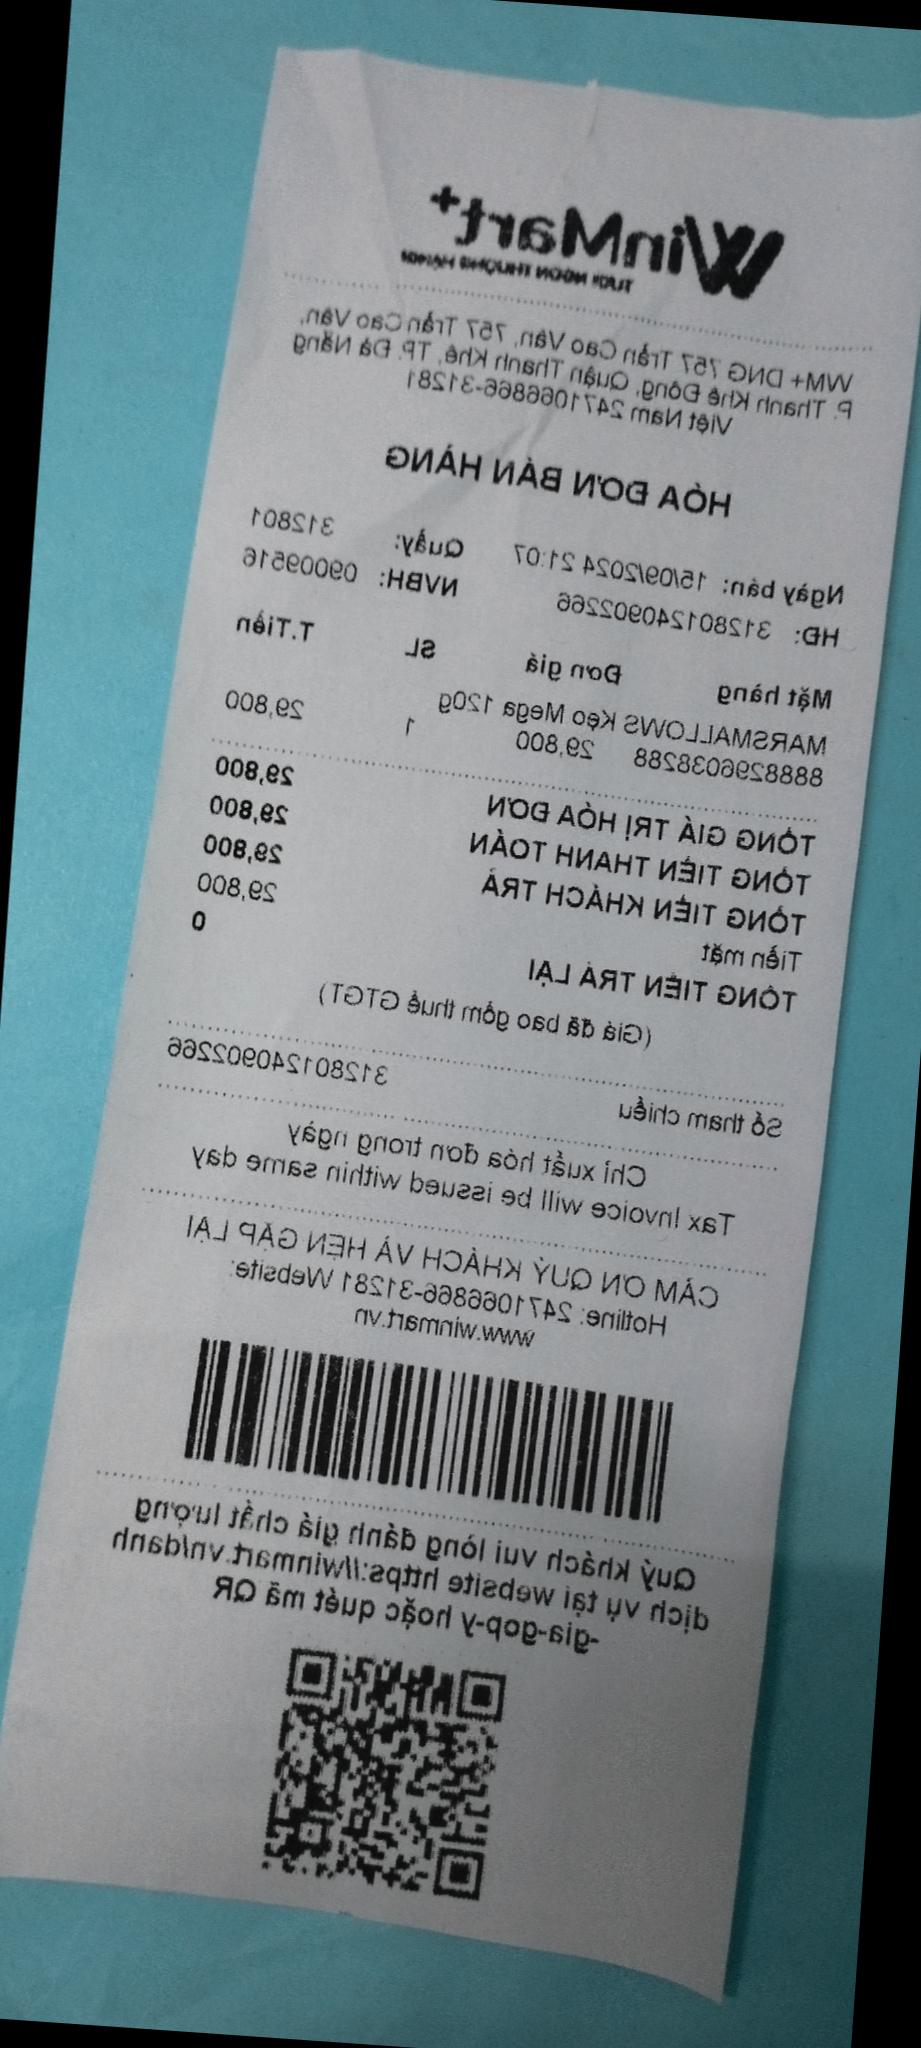 WinMart+
TƯƠI NGON THƯỢNG HẠNG
WM+ DNG 757 Trần Cao Vân, 757 Trần Cao Vân,
P. Thanh Khê Đông, Quận Thanh Khê, TP. Đà Nẵng
Việt Nam 2471066866-31281
HÓA ĐƠN BÁN HÀNG
Ngày bán: 15/09/2024 21:07 Quầy: 312801
HĐ: 31280124090​2266 NVBH: 09009516
Mặt hàng Đơn giá SL T.Tiền
MARSMALLOWS Kẹo Mega 120g
8888296038288 29,800 1 29,800
TỔNG GIÁ TRỊ HÓA ĐƠN 29,800
TỔNG TIỀN THANH TOÁN 29,800
TỔNG TIỀN KHÁCH TRẢ 29,800
Tiền mặt 29,800
TỔNG TIỀN TRẢ LẠI 0
(Giá đã bao gồm thuế GTGT)
Số tham chiếu 312801240902266
Chỉ xuất hóa đơn trong ngày
Tax Invoice will be issued within same day
CẢM ƠN QUÝ KHÁCH VÀ HẸN GẶP LẠI
Hotline: 2471066866-31281 Website:
www.winmart.vn
Quý khách vui lòng đánh giá chất lượng
dịch vụ tại website https://winmart.vn/danh
-gia-gop-y hoặc quét mã QR